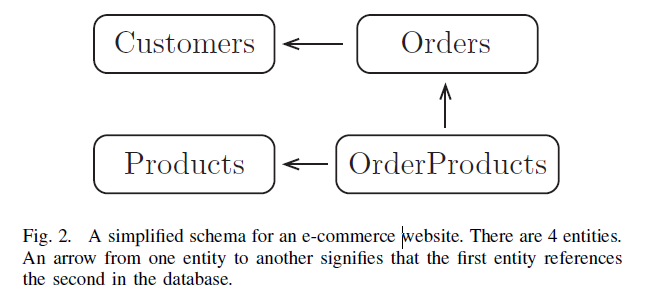 Customers
Orders
Products
OrderProducts
Fig. 2. A simplified schema for an e-commerce website. There are 4 entities.
An arrow from one entity to another signifies that the first entity references
the second in the database.